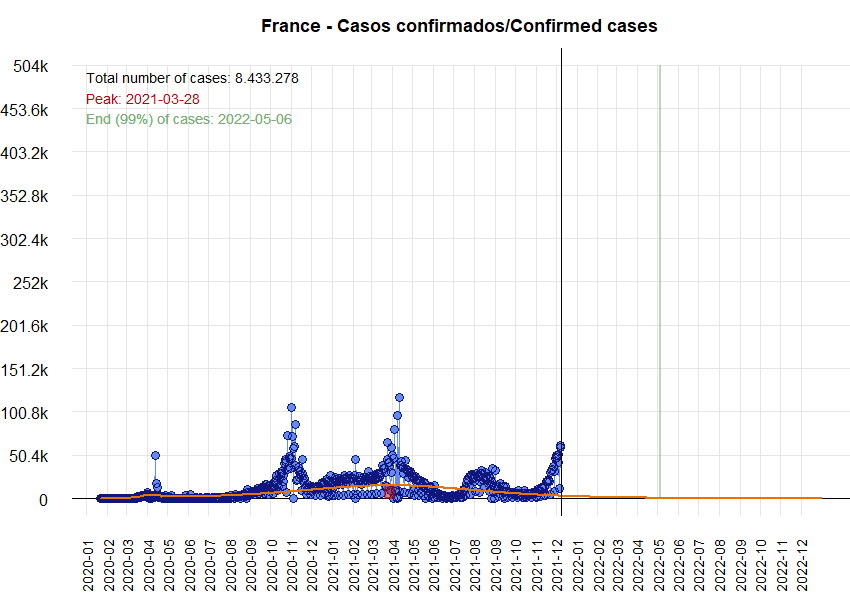 France - Casos confirmados/Confirmed cases
504k
453.6k
403.2k
352.8k
302.4k
252k
201.6k
151.2k
100.8k
50.4k
0
Total number of cases: 8.433.278
Peak: 2021-03-28
End (99%) of cases: 2022-05-06
2020-01
2020-02
2020-03
2020-04
2020-05
2020-06
2020-07
2020-08
2020-09
2020-10
2020-11
2020-12
2021-01
2021-02
2021-03
2021-04
2021-05
2021-06
2021-07
2021-08
2021-09
2021-10
2021-11
2021-12
2022-01
2022-02
2022-03
2022-04
2022-05
2022-06
2022-07
2022-08
2022-09
2022-10
2022-11
2022-12